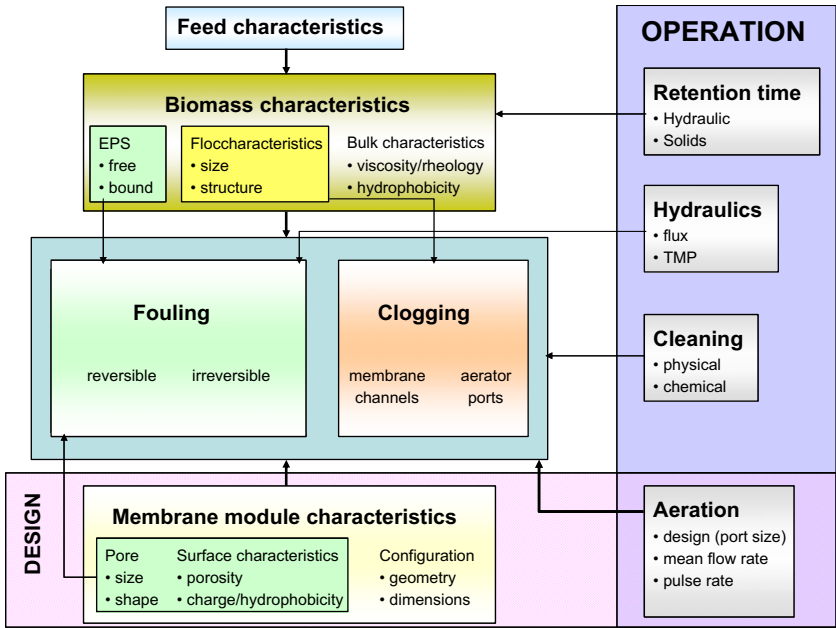 Feed characteristics
Biomass characteristics
EPS
• free
• bound
Floccharacteristics
• size
• structure
Bulk characteristics
• viscosity/rheology
• hydrophobicity
Fouling
reversible
irreversible
Clogging
membrane
channels
aerator
ports
DESIGN
Membrane module characteristics
Pore
• size
• shape
Surface characteristics
• porosity
• charge/hydrophobicity
Configuration
• geometry
• dimensions
OPERATION
Retention time
• Hydraulic
• Solids
Hydraulics
• flux
• TMP
Cleaning
• physical
• chemical
Aeration
• design (port size)
• mean flow rate
• pulse rate